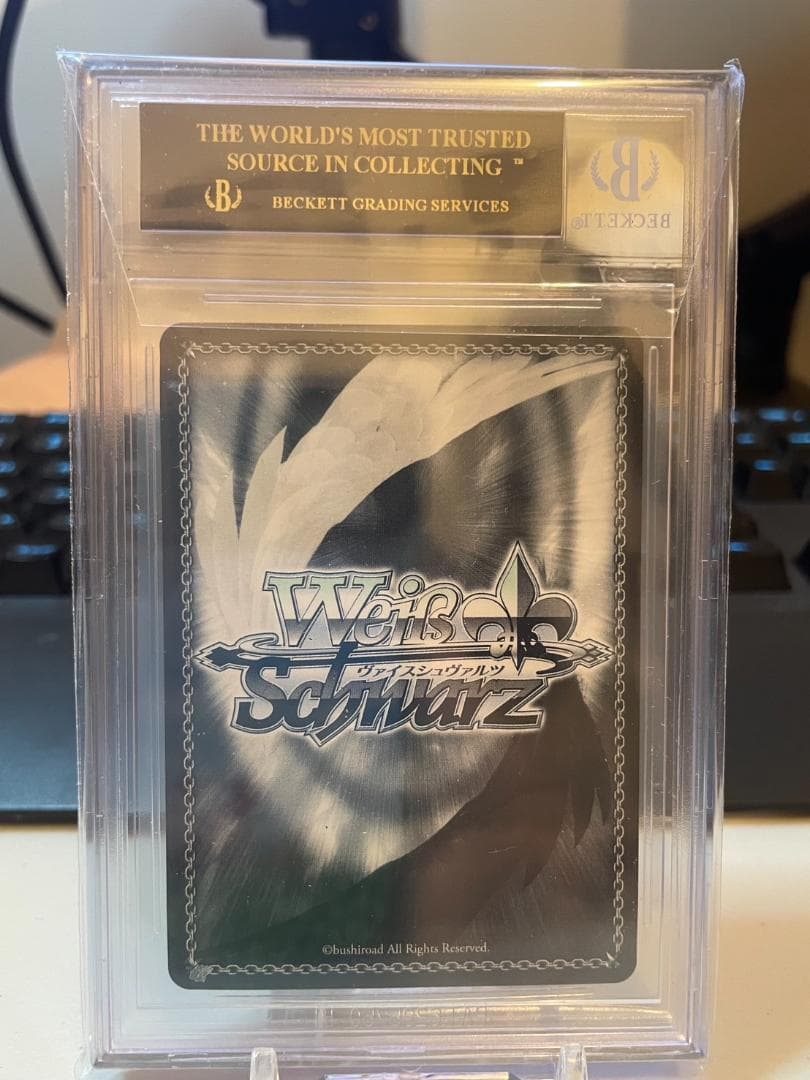 THE WORLD'S MOST TRUSTED
SOURCE IN COLLECTING ™
B
BECKETT GRADING SERVICES
B
BECKETT®
Weiß
ヴァイスシュヴァルツ
Schwarz
©bushiroad All Rights Reserved.